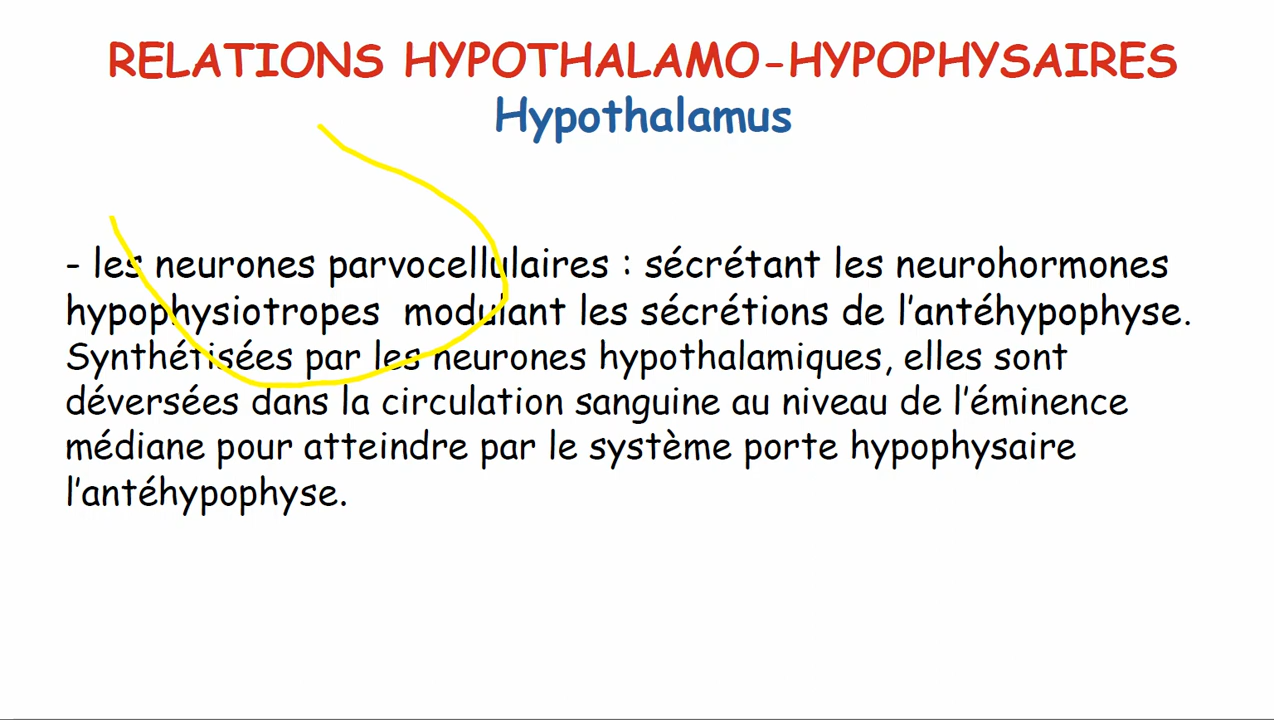 RELATIONS HYPOTHALAMO-HYPOPHYSAIRES
Hypothalamus
- les neurones parvocellulaires : sécrétant les neurohormones
hypophysiotropes modulant les sécrétions de l’antéhypophyse.
Synthétisées par les neurones hypothalamiques, elles sont
déversées dans la circulation sanguine au niveau de l’éminence
médiane pour atteindre par le système porte hypophysaire
l’antéhypophyse.